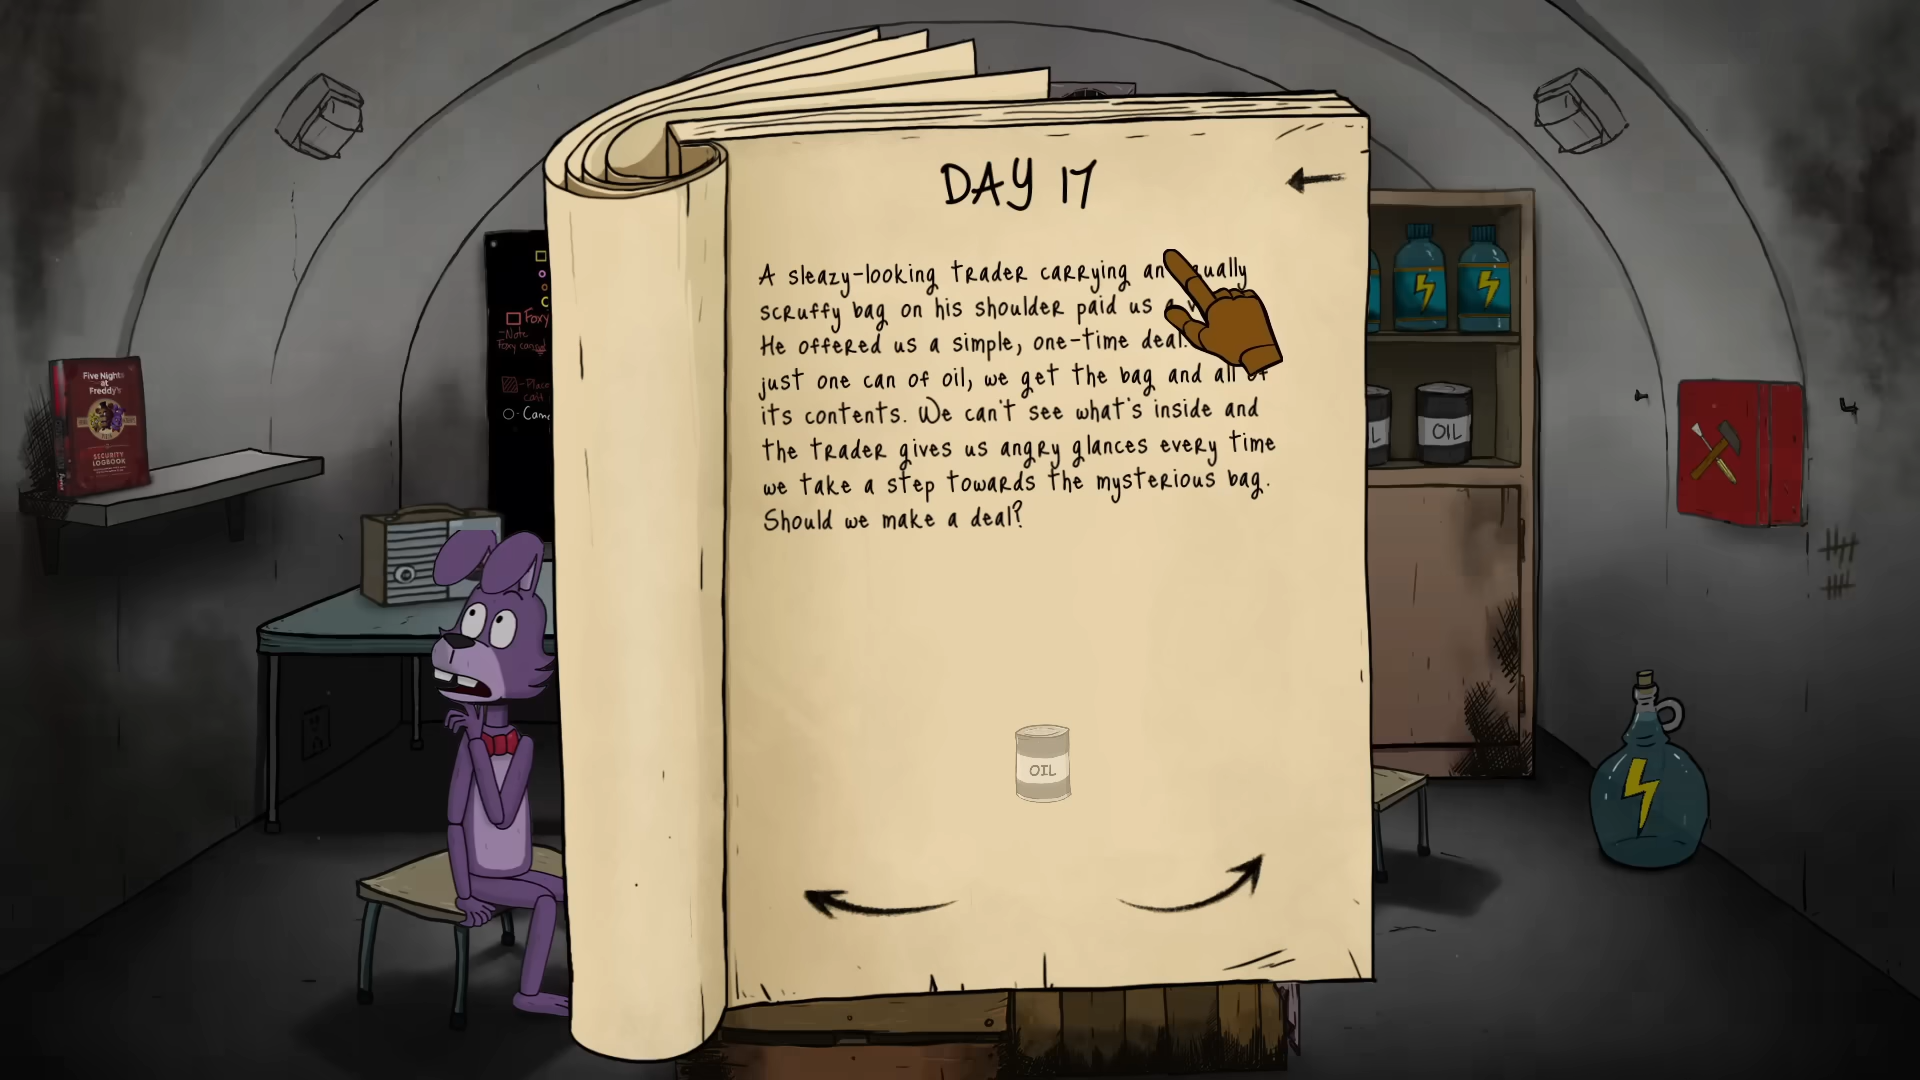 DAY 17
A sleazy-looking trader carrying an
scruffy bag on his shoulder paid us a
He offered us a simple, one-time deal.
just one can of oil, we get the bag and all of
its contents. We can't see what's inside and
the trader gives us angry glances every time
we take a step towards the mysterious bag.
Should we make a deal?
OIL
Five Nights
at
Freddy's
SECURITY
LOGBOOK
Foxy
-Note
Foxy
OIL